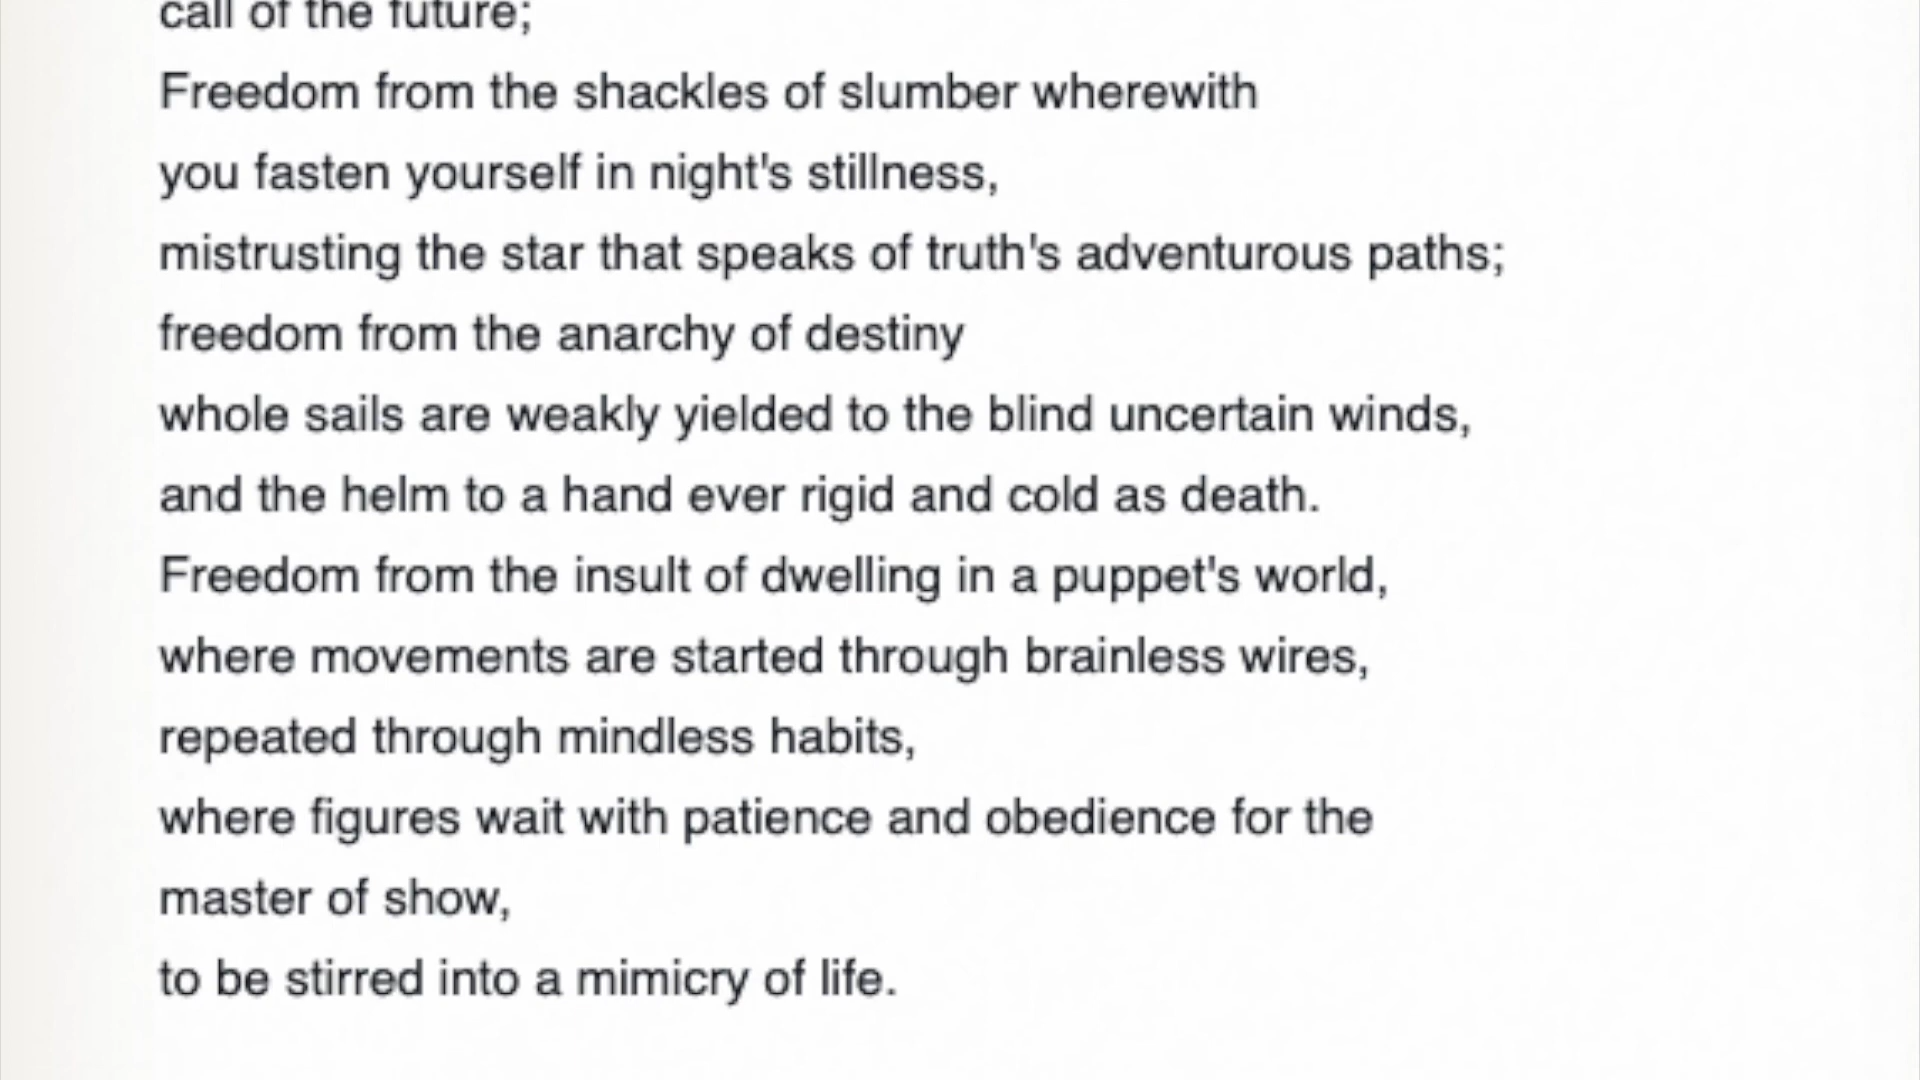 call of the future;
Freedom from the shackles of slumber wherewith
you fasten yourself in night's stillness,
mistrusting the star that speaks of truth's adventurous paths;
freedom from the anarchy of destiny
whole sails are weakly yielded to the blind uncertain winds,
and the helm to a hand ever rigid and cold as death.
Freedom from the insult of dwelling in a puppet's world,
where movements are started through brainless wires,
repeated through mindless habits,
where figures wait with patience and obedience for the
master of show,
to be stirred into a mimicry of life.